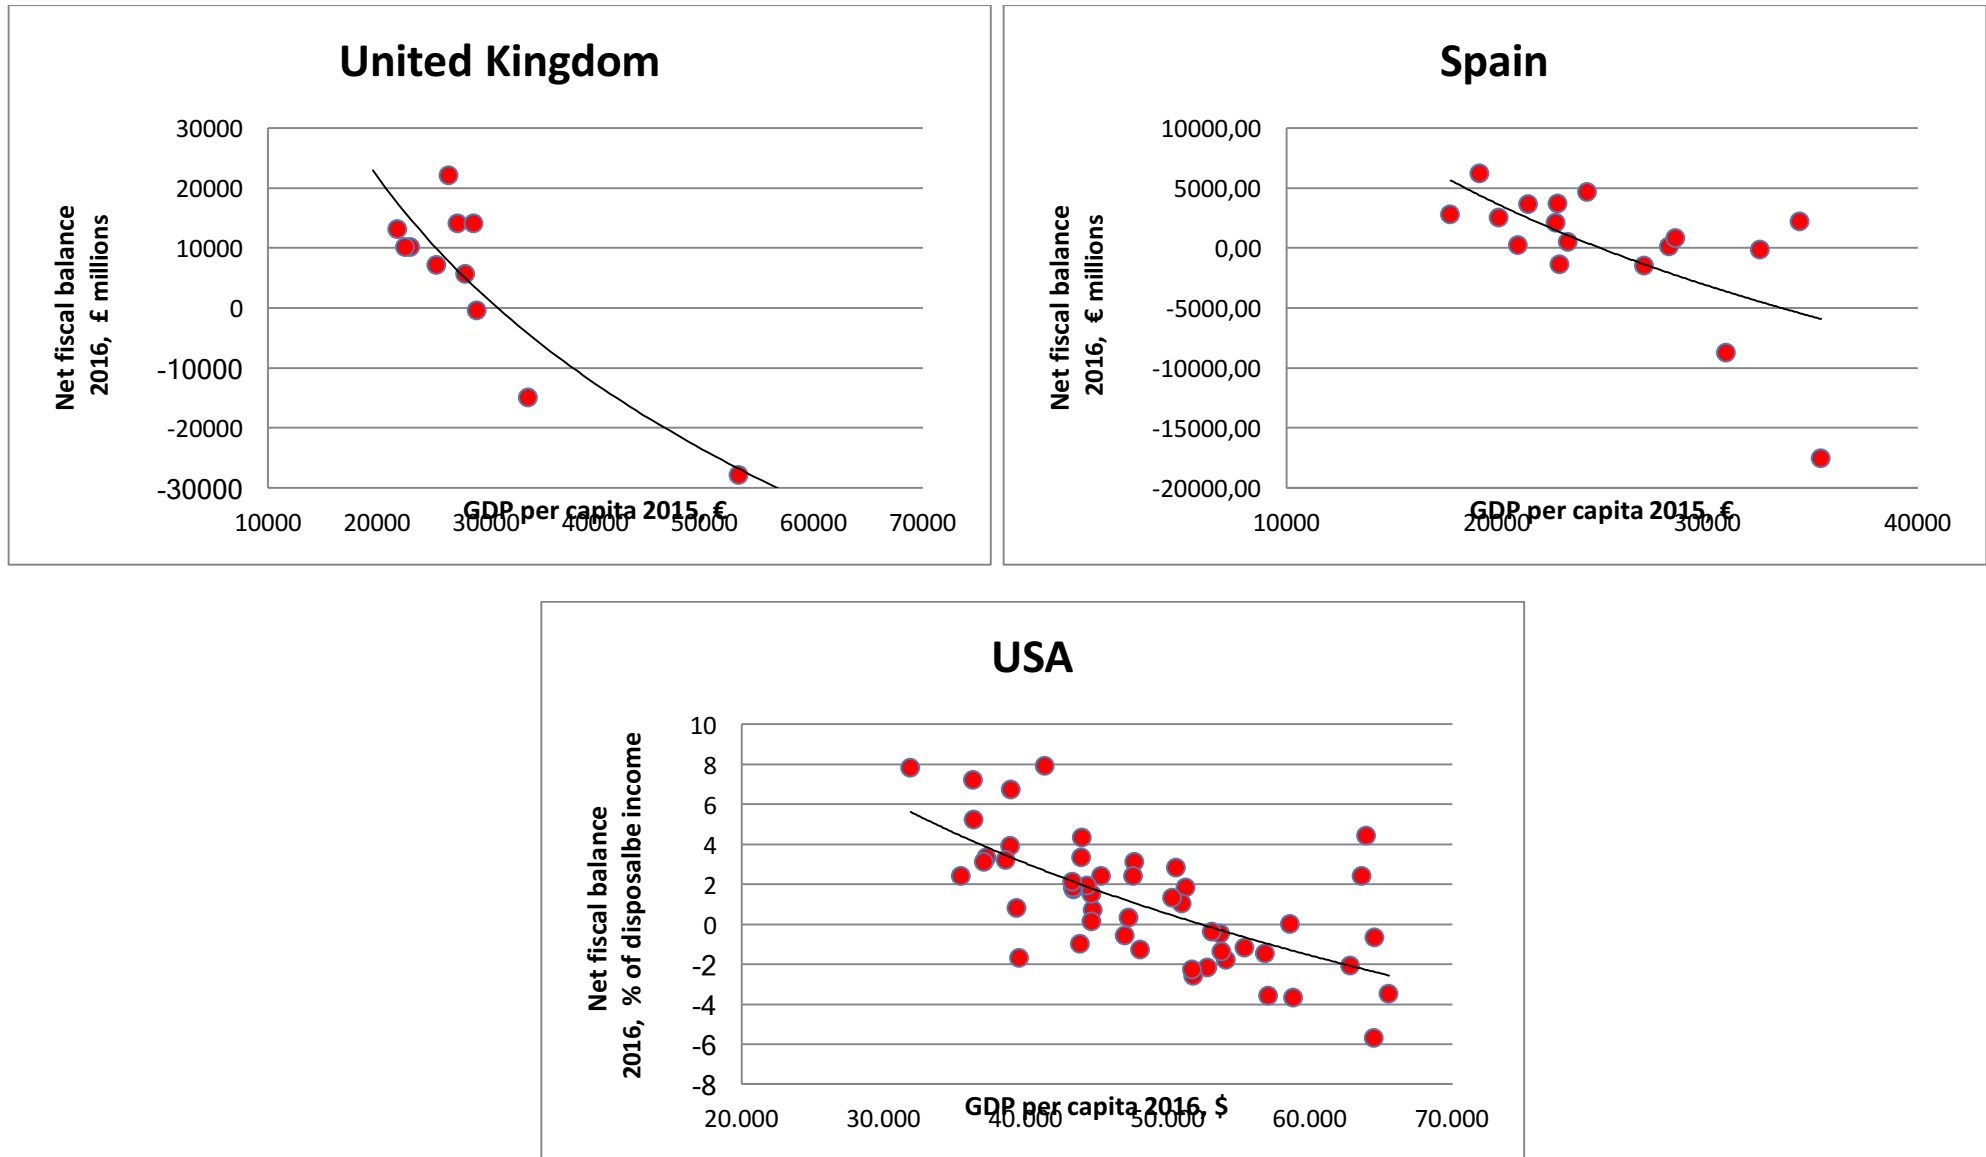 United Kingdom
30000
20000
10000
0
-10000
-20000
-30000
10000 20000 30000 40000 50000 60000 70000
Net fiscal balance
2016, £ millions
GDP per capita 2015, €
Spain
10000,00
5000,00
0,00
-5000,00
-10000,00
-15000,00
-20000,00
10000 20000 30000 40000
Net fiscal balance
2016, € millions
GDP per capita 2015, €
USA
10
8
6
4
2
0
-2
-4
-6
-8
20.000 30.000 40.000 50.000 60.000 70.000
Net fiscal balance
2016, % of disposalbe income
GDP per capita 2016, $